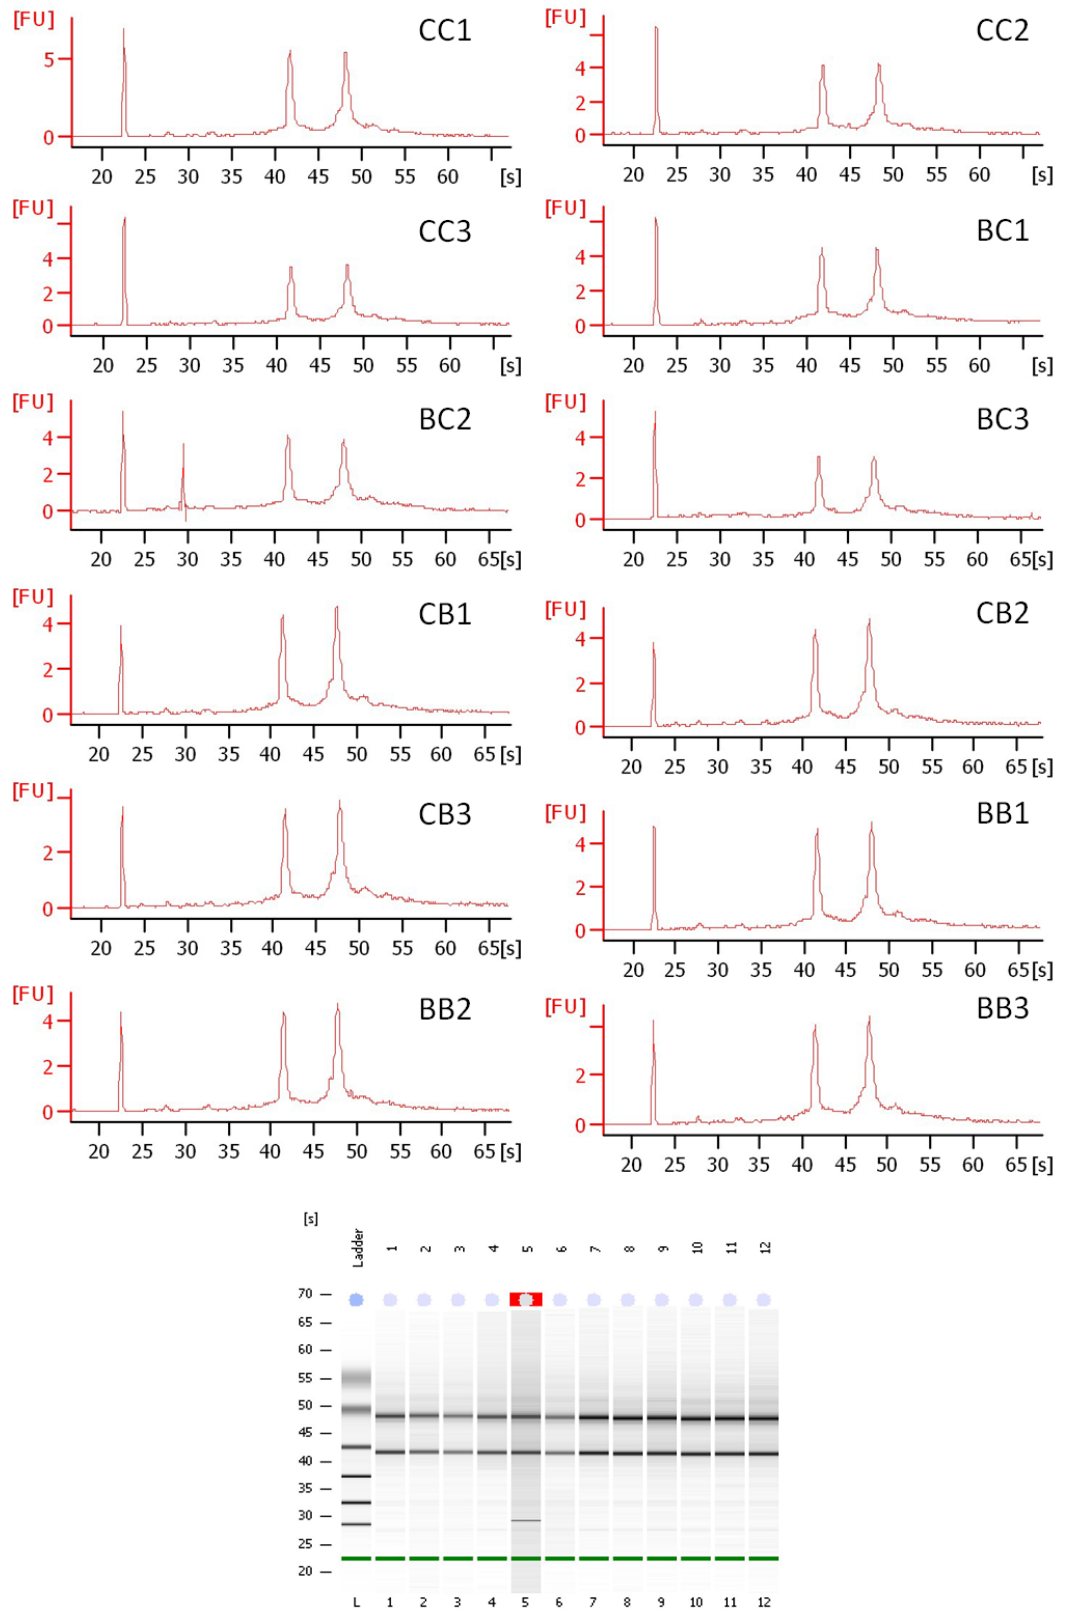 [FU] CC1
5
0
20 25 30 35 40 45 50 55 60 [s]
[FU] CC2
4
2
0
20 25 30 35 40 45 50 55 60 [s]
[FU] CC3
4
2
0
20 25 30 35 40 45 50 55 60 [s]
[FU] BC1
4
2
0
20 25 30 35 40 45 50 55 60 [s]
[FU] BC2
4
2
0
20 25 30 35 40 45 50 55 60 65[s]
[FU] BC3
4
2
0
20 25 30 35 40 45 50 55 60 65[s]
[FU] CB1
4
2
0
20 25 30 35 40 45 50 55 60 65 [s]
[FU] CB2
4
2
0
20 25 30 35 40 45 50 55 60 65[s]
[FU] CB3
2
0
20 25 30 35 40 45 50 55 60 65[s]
[FU] BB1
4
2
0
20 25 30 35 40 45 50 55 60 65[s]
[FU] BB2
4
2
0
20 25 30 35 40 45 50 55 60 65 [s]
[FU] BB3
2
0
20 25 30 35 40 45 50 55 60 65[s]
[s]
Ladder 1 2 3 4 5 6 7 8 9 10 11 12
70
65
60
55
50
45
40
35
30
25
20
L 1 2 3 4 5 6 7 8 9 10 11 12